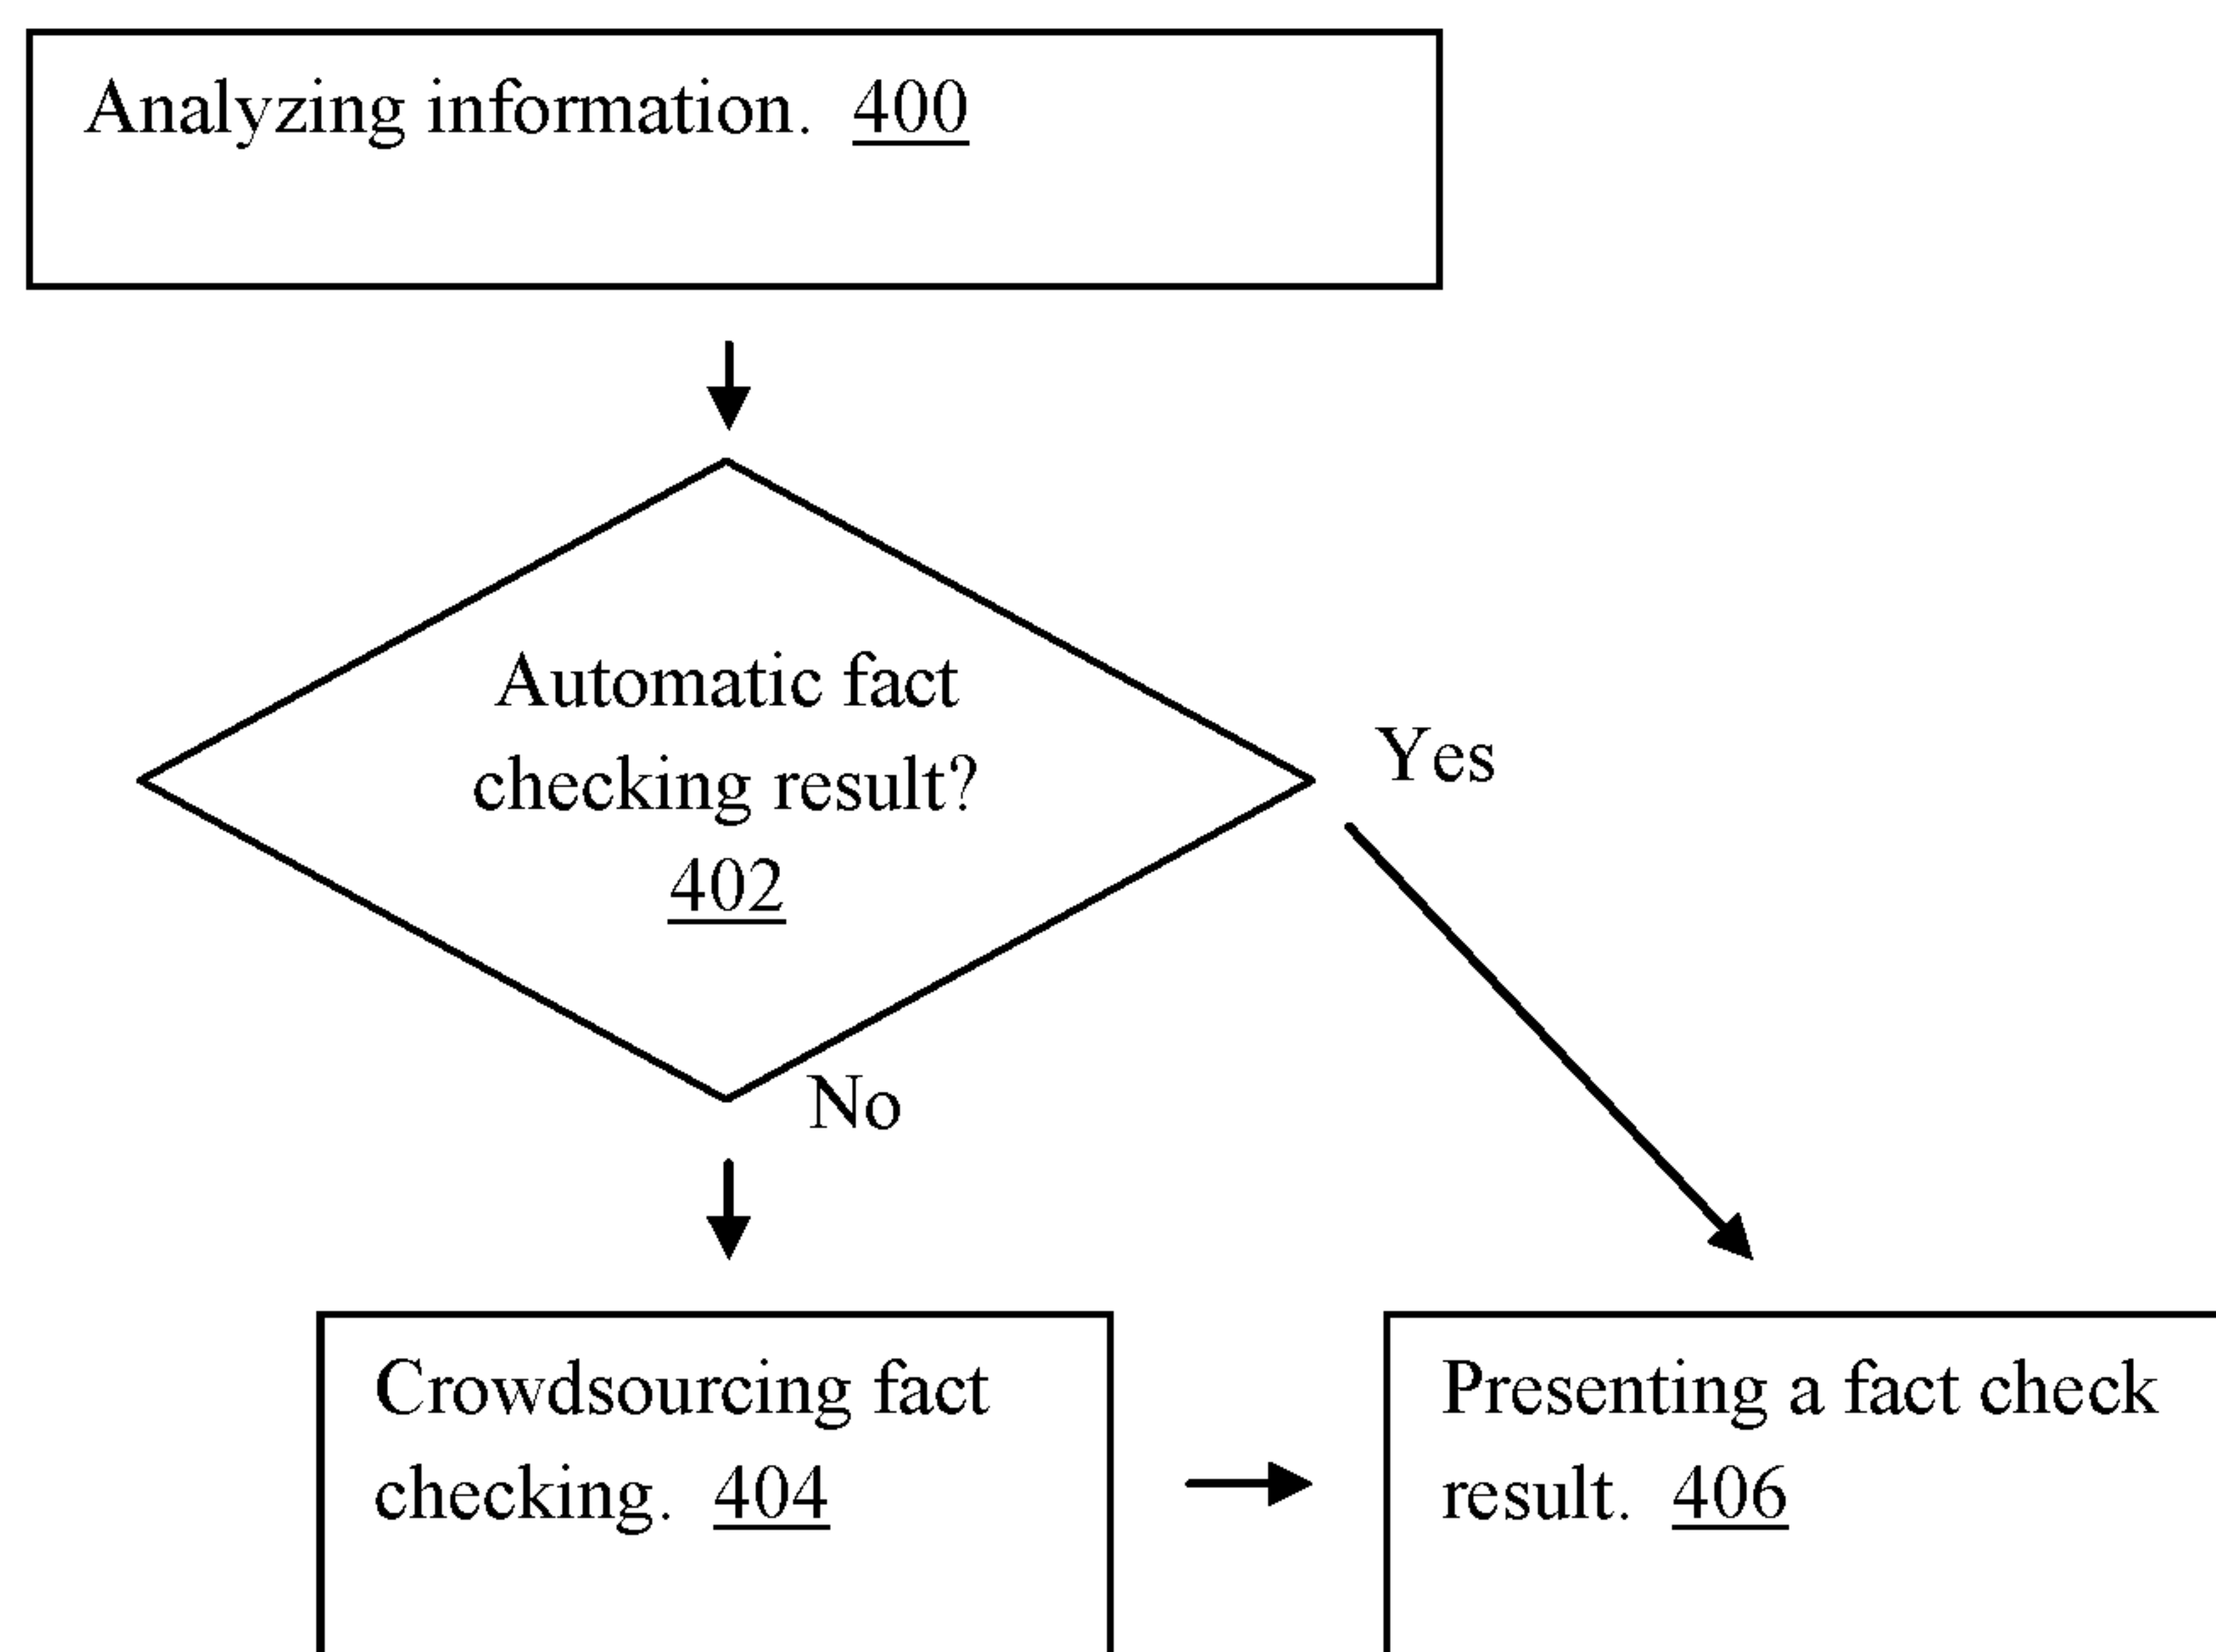 Analyzing information. 400
Automatic fact
checking result?
402
Yes
No
Crowdsourcing fact
checking. 404
Presenting a fact check
result. 406